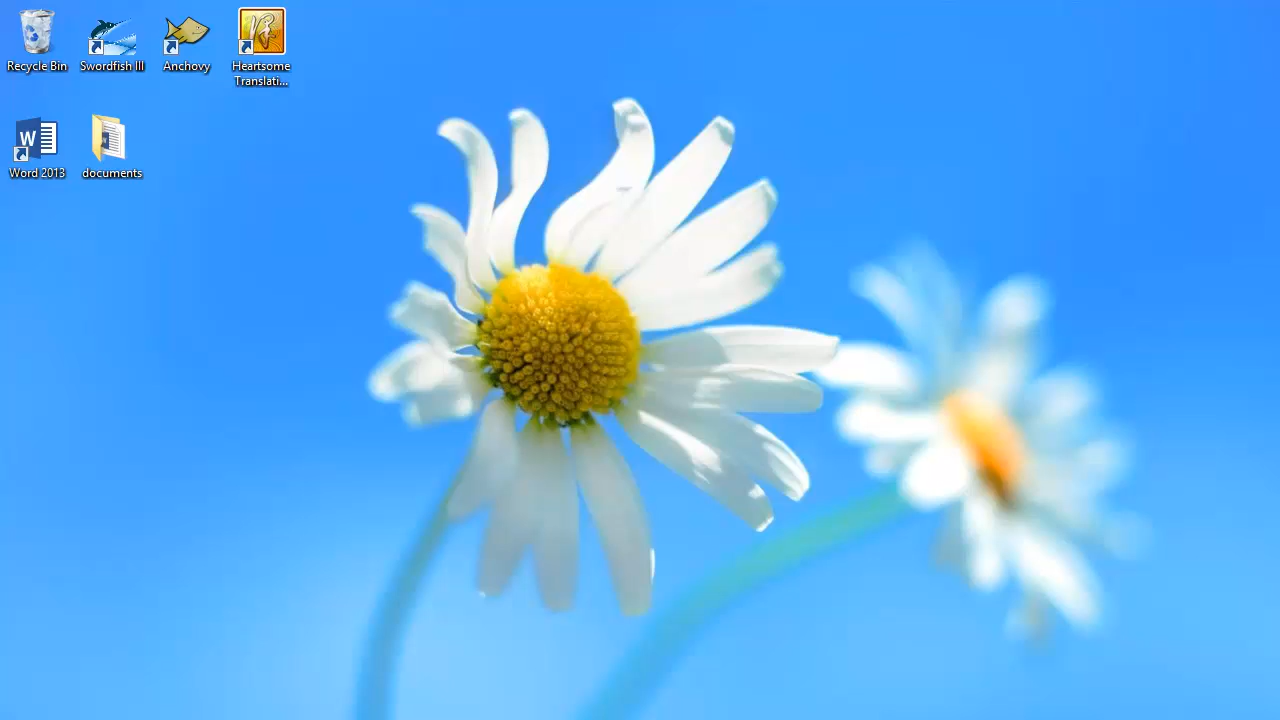 Recycle Bin
Swordfish III
Anchovy
Heartsome
Translati...
Word 2013
documents